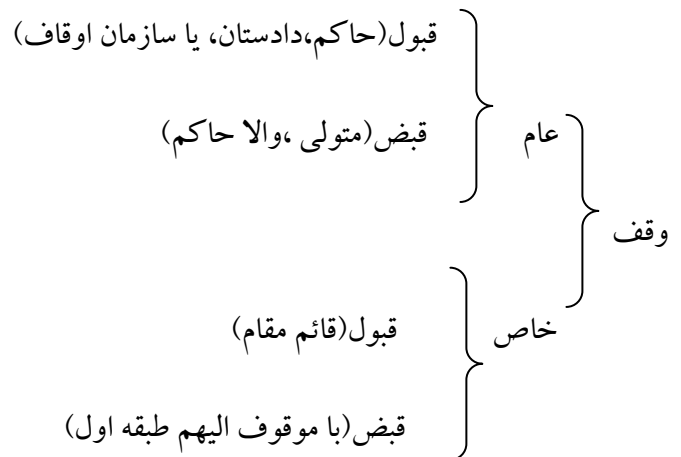 قبول(حاکم،دادستان، یا سازمان اوقاف)
عام
قبض(متولی ،والا حاکم)
وقف
خاص
قبول(قائم مقام)
قبض(با موقوف الیهم طبقه اول)